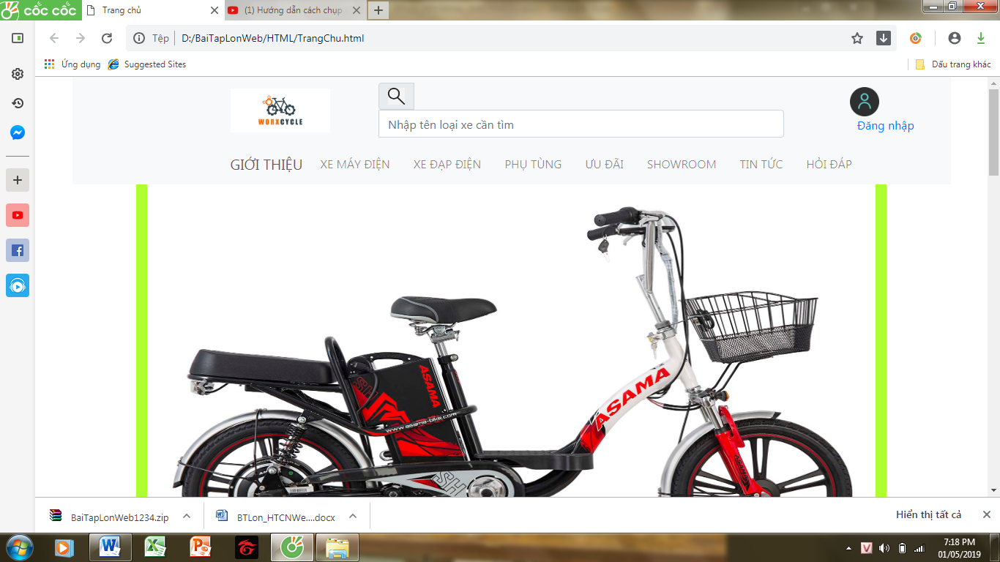 cốc cốc
Trang chủ
(1) Hướng dẫn cách chụp
Tệp
D:/BaiTapLonWeb/HTML/TrangChu.html
Ứng dụng
Suggested Sites
Dấu trang khác
WORXCYCLE
Nhập tên loại xe cần tìm
Đăng nhập
GIỚI THIỆU XE MÁY ĐIỆN XE ĐẠP ĐIỆN PHỤ TÙNG ƯU ĐÃI SHOWROOM TIN TỨC HỎI ĐÁP
ASAMA
SH
ASAMA
www.asama-bike.com
ASAMA
SH
BaiTapLonWeb1234.zip
BTLon_HTCNWe....docx
Hiển thị tất cả
7:18 PM
01/05/2019